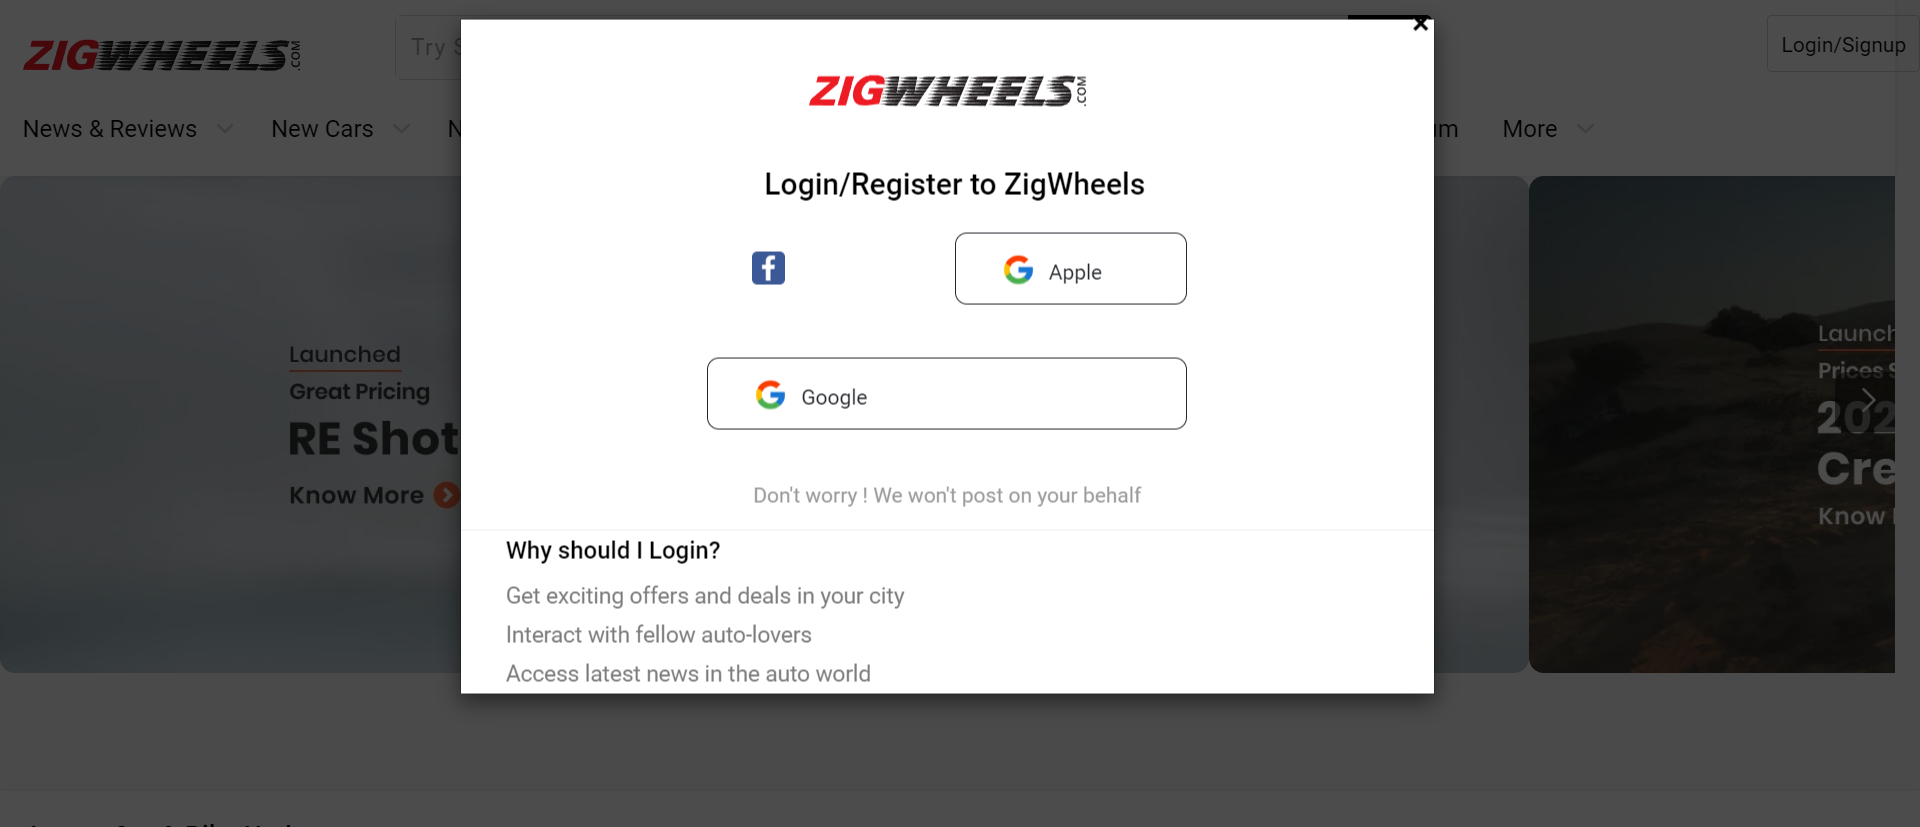 ZIGWHEELS.COM
Try
Login/Signup
News & Reviews
New Cars
More
ZIGWHEELS.COM
Login/Register to ZigWheels
Apple
Google
Don't worry ! We won't post on your behalf
Why should I Login?
Get exciting offers and deals in your city
Interact with fellow auto-lovers
Access latest news in the auto world
Launched
Great Pricing
RE Shot
Know More
Launch
Prices S
202
Cre
Know